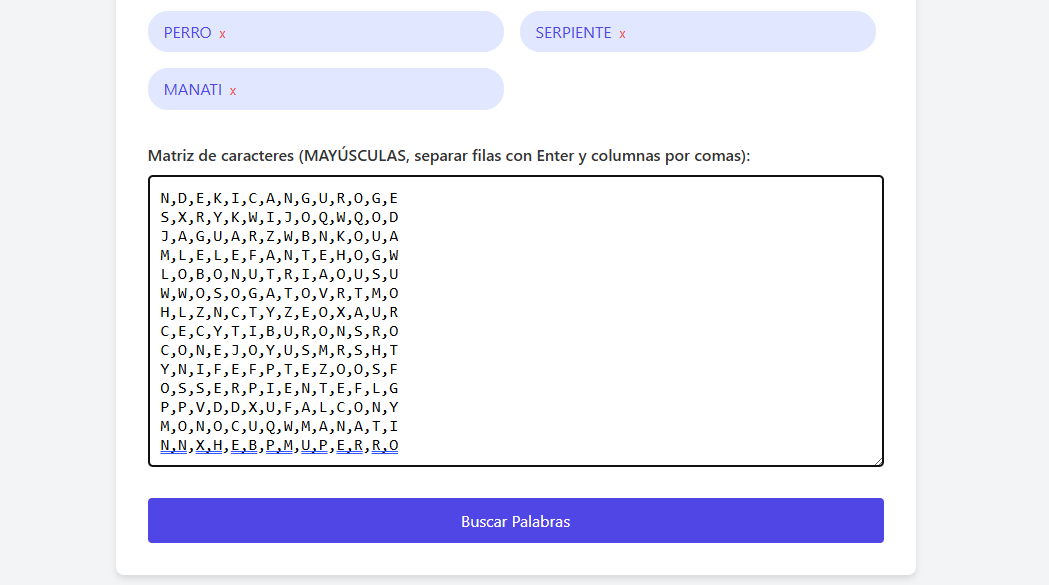 PERRO x
SERPIENTE x
MANATI x
Matriz de caracteres (MAYÚSCULAS, separar filas con Enter y columnas por comas):
N,D,E,K,I,C,A,N,G,U,R,O,G,E
S,X,R,Y,K,W,I,J,O,Q,W,Q,O,D
J,A,G,U,A,R,Z,W,B,N,K,O,U,A
M,L,E,L,E,F,A,N,T,E,H,O,G,W
L,O,B,O,N,U,T,R,I,A,O,U,S,U
W,W,O,S,O,G,A,T,O,V,R,T,M,O
H,L,Z,N,C,T,Y,Z,E,O,X,A,U,R
C,E,C,Y,T,I,B,U,R,O,N,S,R,O
C,O,N,E,J,O,Y,U,S,M,R,S,H,T
Y,N,I,F,E,F,P,T,E,Z,O,O,S,F
O,S,S,E,R,P,I,E,N,T,E,F,L,G
P,P,V,D,D,X,U,F,A,L,C,O,N,Y
M,O,N,O,C,U,Q,W,M,A,N,A,T,I
N,N,X,H,E,B,P,M,U,P,E,R,R,O
Buscar Palabras